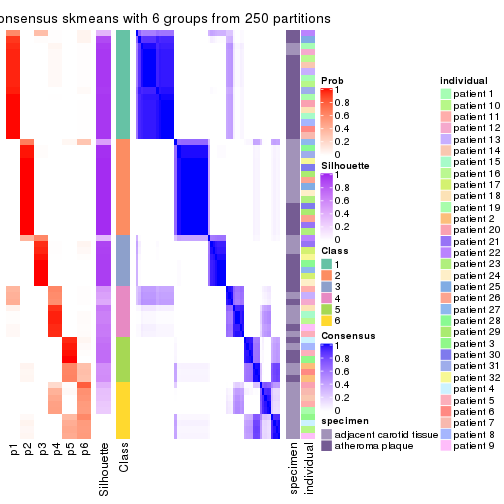 onsensus skmeans with 6 groups from 250 partitions
Prob
1
0.8
0.6
0.4
0.2
0
Silhouette
1
0.8
0.6
0.4
0.2
0
Class
1
2
3
4
5
6
Consensus
1
0.8
0.6
0.4
0.2
0
specimen
adjacent carotid tissue
atheroma plaque
individual
patient 1
patient 10
patient 11
patient 12
patient 13
patient 14
patient 15
patient 16
patient 17
patient 18
patient 19
patient 2
patient 20
patient 21
patient 22
patient 23
patient 24
patient 25
patient 26
patient 27
patient 28
patient 29
patient 3
patient 30
patient 31
patient 32
patient 4
patient 5
patient 6
patient 7
patient 8
patient 9
p1
p2
p3
p4
p5
p6
Silhouette
Class
specimen
individual